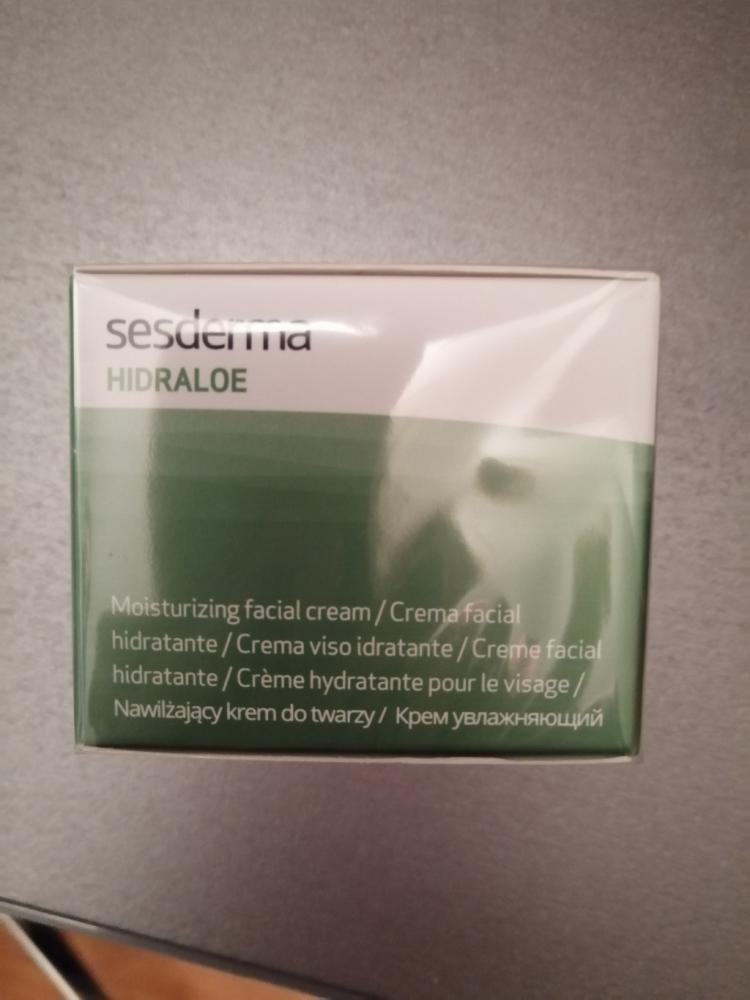 sesderma
HIDRALOE
Moisturizing facial cream / Crema facial
hidratante / Crema viso idratante / Creme facial
hidratante / Crème hydratante pour le visage /
Nawilżający krem do twarzy / Крем увлажняющий